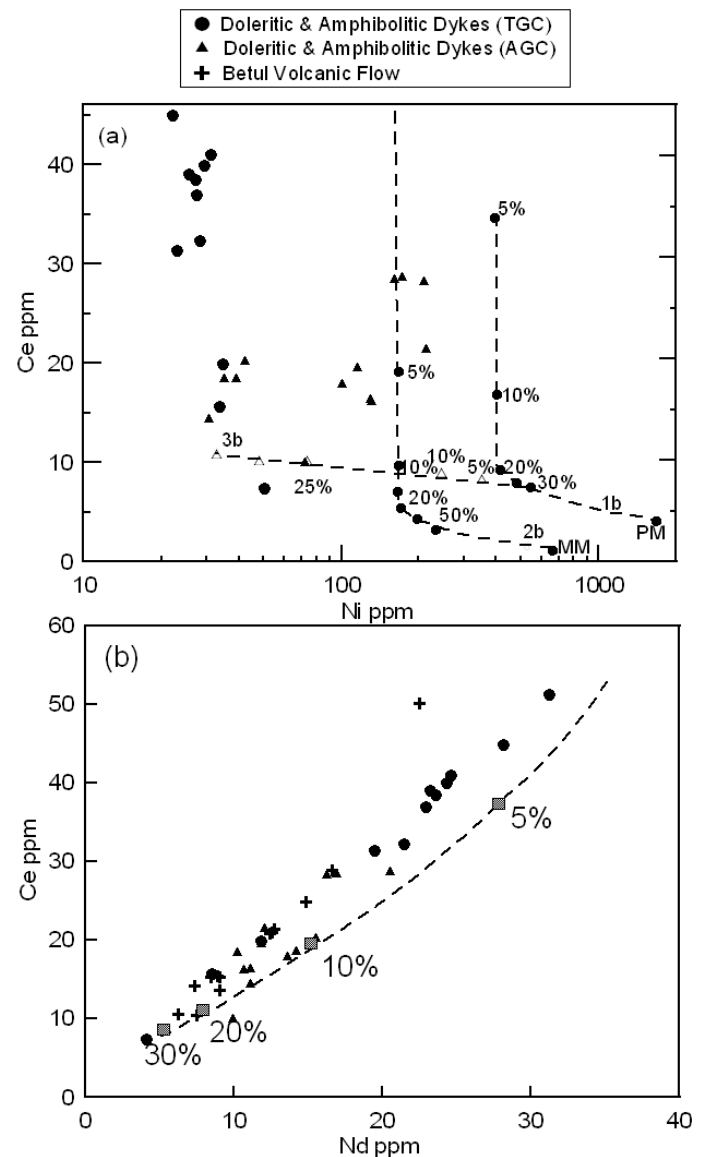 Doleritic & Amphibolitic Dykes (TGC)
Doleritic & Amphibolitic Dykes (AGC)
Betul Volcanic Flow
(a)
40
30
20
10
0
Ce ppm
5%
5%
10%
3b
10%
10%
5%
20%
30%
25%
20%
50%
1b
2b
MM
PM
10
100
1000
Ni ppm
(b)
60
50
40
30
20
10
0
Ce ppm
5%
10%
20%
30%
0
10
20
30
40
Nd ppm